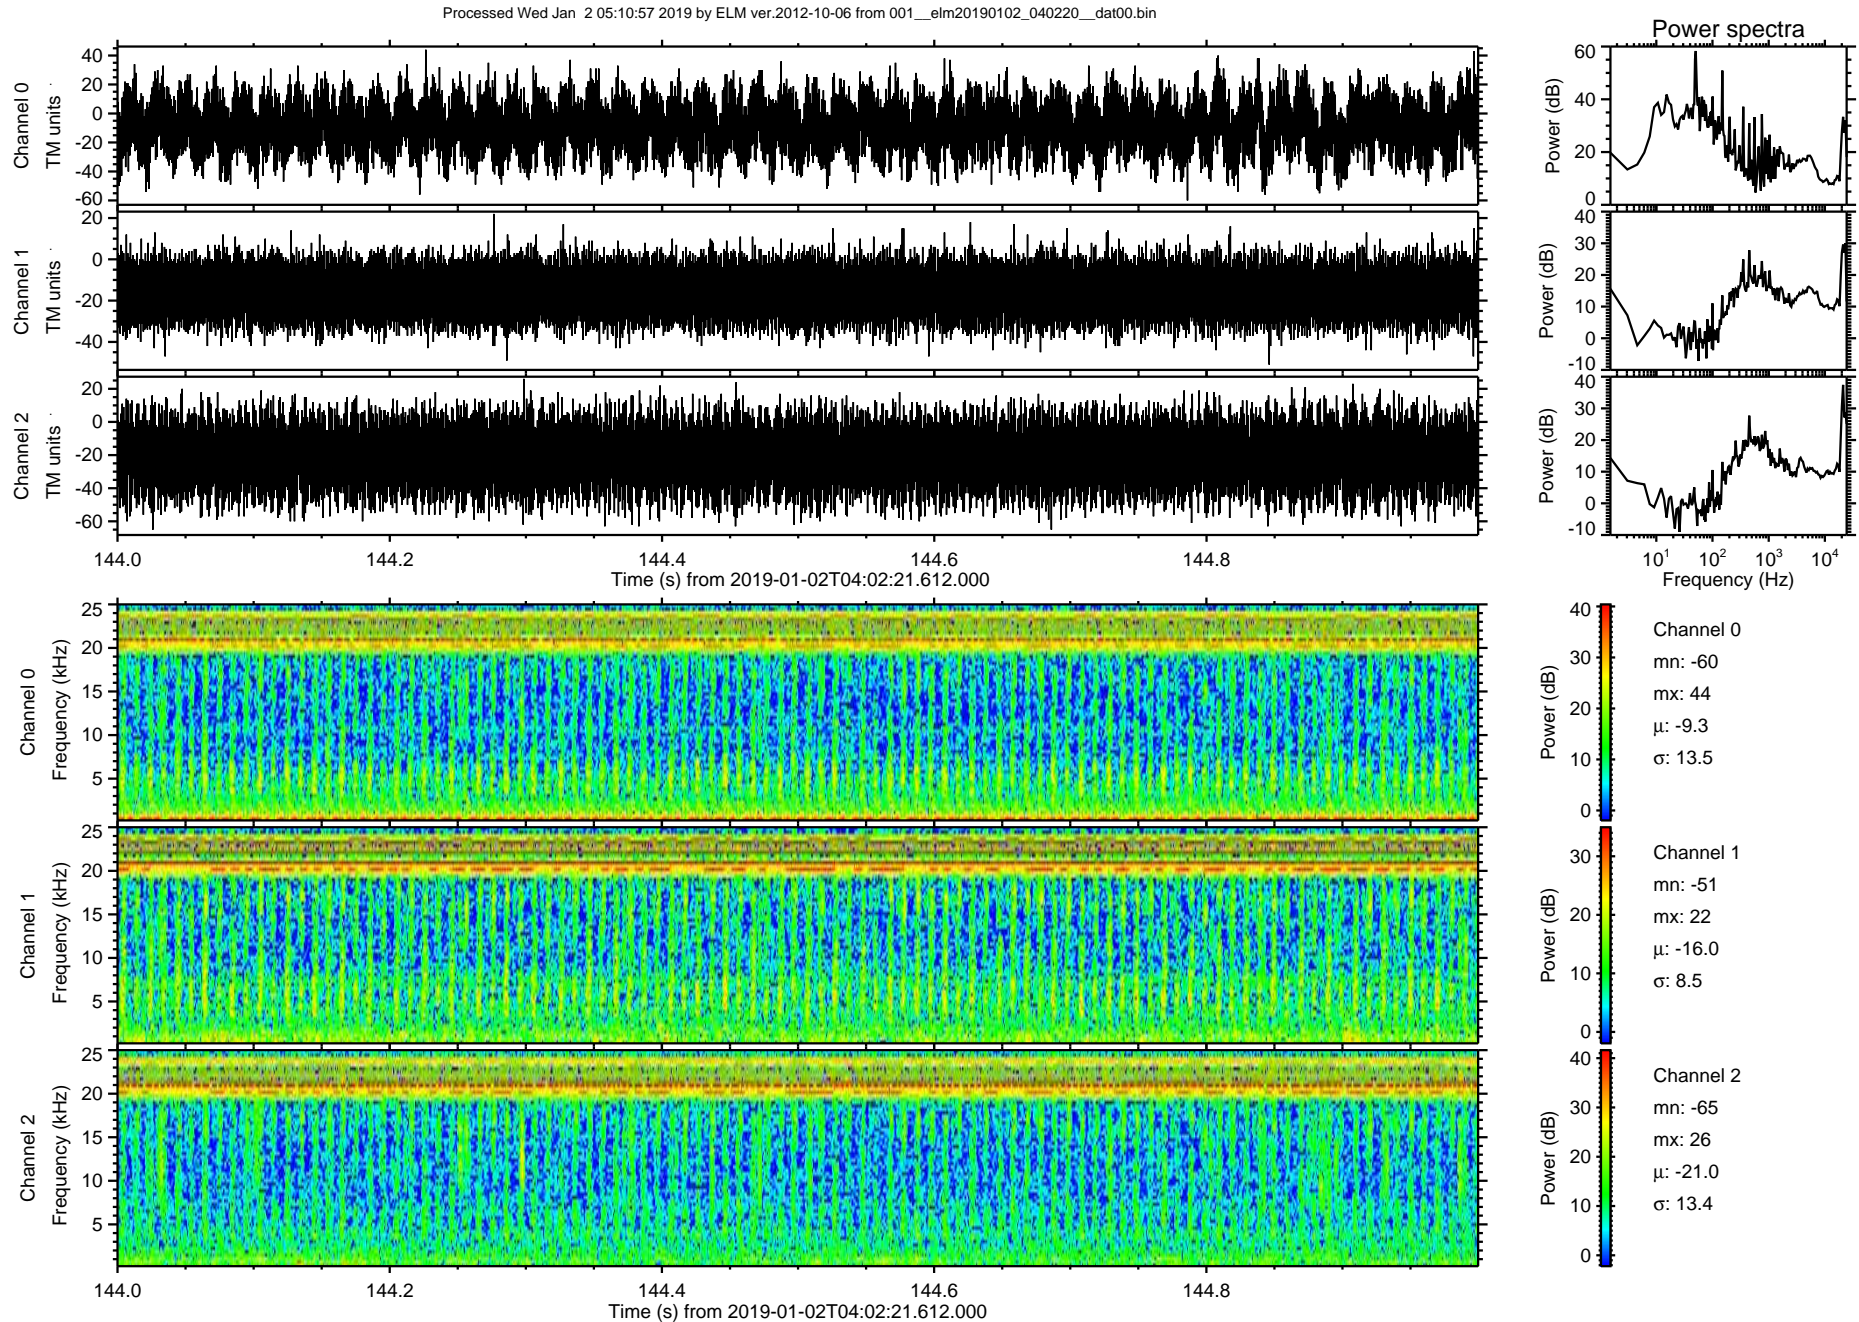 Processed Wed Jan  2 05:10:57 2019 by ELM ver.2012-10-06 from 001__elm20190102_040220__dat00.bin
Power spectra
Channel 0
TM units
40
20
0
-20
-40
-60
Power (dB)
60
40
20
0
Channel 1
TM units
20
0
-20
-40
Power (dB)
40
30
20
10
0
-10
Channel 2
TM units
20
0
-20
-40
-60
Power (dB)
40
30
20
10
0
-10
144.0 144.2 144.4 144.6 144.8
Time (s) from 2019-01-02T04:02:21.612.000
10¹ 10² 10³ 10⁴
Frequency (Hz)
Channel 0
Frequency (kHz)
25
20
15
10
5
Power (dB)
40
30
20
10
0
Channel 0
mn: -60
mx: 44
μ: -9.3
σ: 13.5
Channel 1
Frequency (kHz)
25
20
15
10
5
Power (dB)
30
20
10
0
Channel 1
mn: -51
mx: 22
μ: -16.0
σ: 8.5
Channel 2
Frequency (kHz)
25
20
15
10
5
Power (dB)
40
30
20
10
0
Channel 2
mn: -65
mx: 26
μ: -21.0
σ: 13.4
144.0 144.2 144.4 144.6 144.8
Time (s) from 2019-01-02T04:02:21.612.000